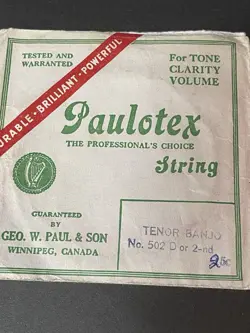 TESTED AND
WARRANTED
For TONE
CLARITY
VOLUME
DURABLE - BRILLIANT - POWERFUL
Paulotex
THE PROFESSIONAL'S CHOICE
String
GUARANTEED
BY
GEO. W. PAUL & SON
WINNIPEG, CANADA
TENOR BANJO
No. 502 D or 2-nd
25c